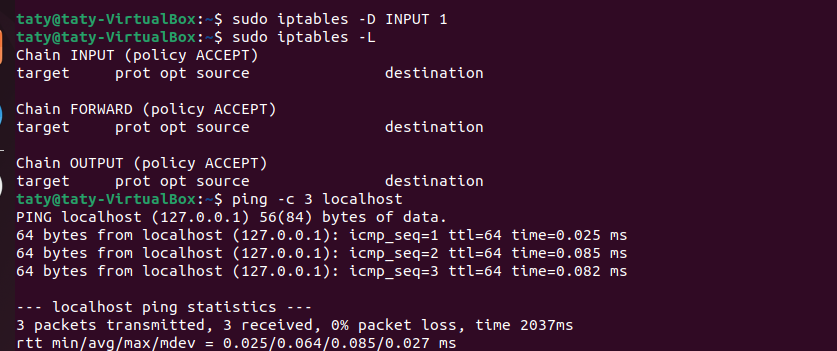 taty@taty-VirtualBox:~$ sudo iptables -D INPUT 1
taty@taty-VirtualBox:~$ sudo iptables -L
Chain INPUT (policy ACCEPT)
target     prot opt source               destination
Chain FORWARD (policy ACCEPT)
target     prot opt source               destination
Chain OUTPUT (policy ACCEPT)
target     prot opt source               destination
taty@taty-VirtualBox:~$ ping -c 3 localhost
PING localhost (127.0.0.1) 56(84) bytes of data.
64 bytes from localhost (127.0.0.1): icmp_seq=1 ttl=64 time=0.025 ms
64 bytes from localhost (127.0.0.1): icmp_seq=2 ttl=64 time=0.085 ms
64 bytes from localhost (127.0.0.1): icmp_seq=3 ttl=64 time=0.082 ms
--- localhost ping statistics ---
3 packets transmitted, 3 received, 0% packet loss, time 2037ms
rtt min/avg/max/mdev = 0.025/0.064/0.085/0.027 ms